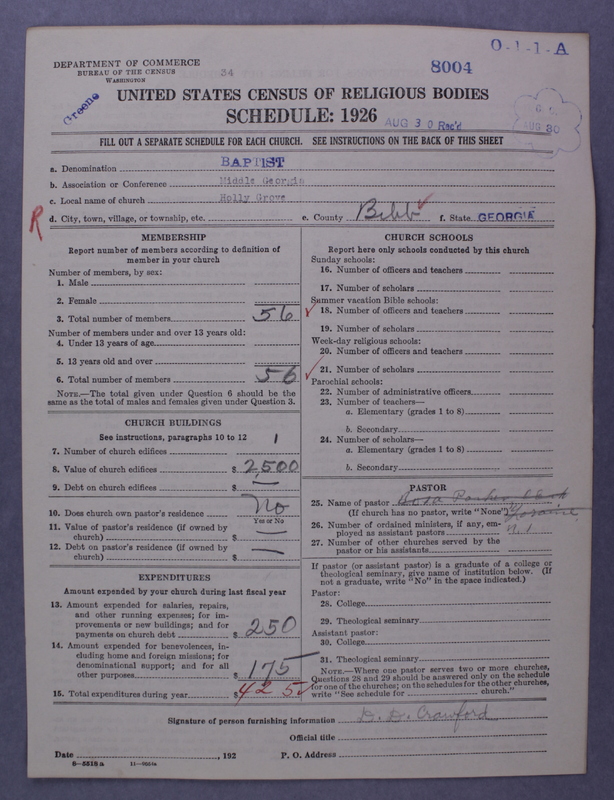 O-1-1-A
DEPARTMENT OF COMMERCE
BUREAU OF THE CENSUS
WASHINGTON
34
8004
Greene
UNITED STATES CENSUS OF RELIGIOUS BODIES
SCHEDULE: 1926
AUG 30 Rec'd
AUG 30
FILL OUT A SEPARATE SCHEDULE FOR EACH CHURCH. SEE INSTRUCTIONS ON THE BACK OF THIS SHEET
a. Denomination BAPTIST
b. Association or Conference Middle Georgia
c. Local name of church Holly Grove
R
d. City, town, village, or township, etc. e. County Bibb ✓ f. State GEORGIA
MEMBERSHIP
Report number of members according to definition of
member in your church
Number of members, by sex:
1. Male
2. Female
3. Total number of members 56
Number of members under and over 13 years old:
4. Under 13 years of age
5. 13 years old and over
6. Total number of members 56
NOTE.—The total given under Question 6 should be the
same as the total of males and females given under Question 3.
CHURCH BUILDINGS
See instructions, paragraphs 10 to 12
7. Number of church edifices 1
8. Value of church edifices $ 2500
9. Debt on church edifices $ —
10. Does church own pastor's residence No
Yes or No
11. Value of pastor's residence (if owned by
church) $ —
12. Debt on pastor's residence (if owned by
church) $ —
EXPENDITURES
Amount expended by your church during last fiscal year
13. Amount expended for salaries, repairs,
and other running expenses; for im-
provements or new buildings; and for
payments on church debt $ 250
14. Amount expended for benevolences, in-
cluding home and foreign missions; for
denominational support; and for all
other purposes $ 175
15. Total expenditures during year $ 425 ✓
CHURCH SCHOOLS
Report here only schools conducted by this church
Sunday schools:
16. Number of officers and teachers
17. Number of scholars
Summer vacation Bible schools:
✓ 18. Number of officers and teachers
19. Number of scholars
Week-day religious schools:
20. Number of officers and teachers
✓ 21. Number of scholars
Parochial schools:
22. Number of administrative officers
23. Number of teachers—
a. Elementary (grades 1 to 8)
b. Secondary
24. Number of scholars—
a. Elementary (grades 1 to 8)
b. Secondary
PASTOR
25. Name of pastor
(If church has no pastor, write "None")
26. Number of ordained ministers, if any, em-
ployed as assistant pastors
27. Number of other churches served by the
pastor or his assistants
If pastor (or assistant pastor) is a graduate of a college or
theological seminary, give name of institution below. (If
not a graduate, write "No" in the space indicated.)
Pastor:
28. College
29. Theological seminary
Assistant pastor:
30. College
31. Theological seminary
NOTE.—Where one pastor serves two or more churches,
Questions 28 and 29 should be answered only on the schedule
for one of the churches; on the schedules for the other churches,
write "See schedule for church."
Signature of person furnishing information D. D. Crawford
Official title
Date , 192 P. O. Address
8-5518a 11-9054a